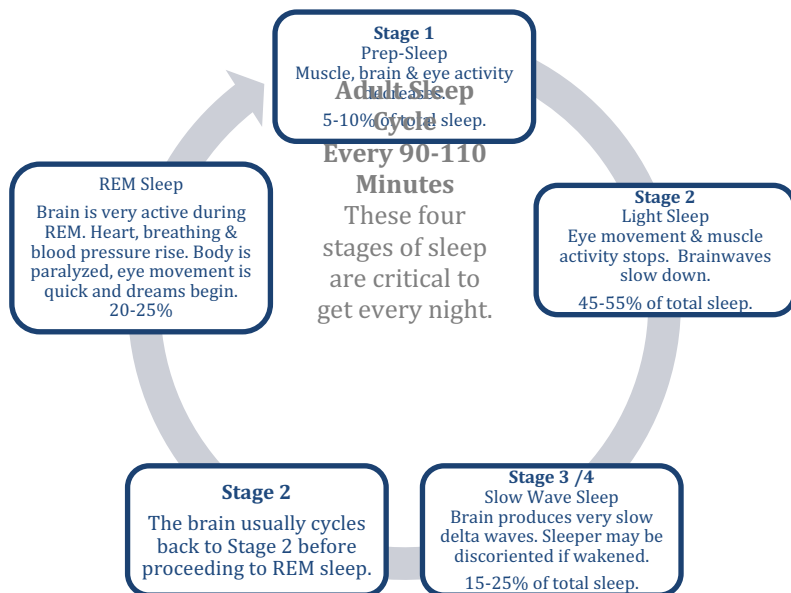 Stage 1
Prep-Sleep
Muscle, brain & eye activity
decreases.
5-10% of total sleep.
Adult Sleep
Cycle
Every 90-110
Minutes
These four
stages of sleep
are critical to
get every night.
Stage 2
Light Sleep
Eye movement & muscle
activity stops. Brainwaves
slow down.
45-55% of total sleep.
Stage 3 /4
Slow Wave Sleep
Brain produces very slow
delta waves. Sleeper may be
discoriented if wakened.
15-25% of total sleep.
Stage 2
The brain usually cycles
back to Stage 2 before
proceeding to REM sleep.
REM Sleep
Brain is very active during
REM. Heart, breathing &
blood pressure rise. Body is
paralyzed, eye movement is
quick and dreams begin.
20-25%